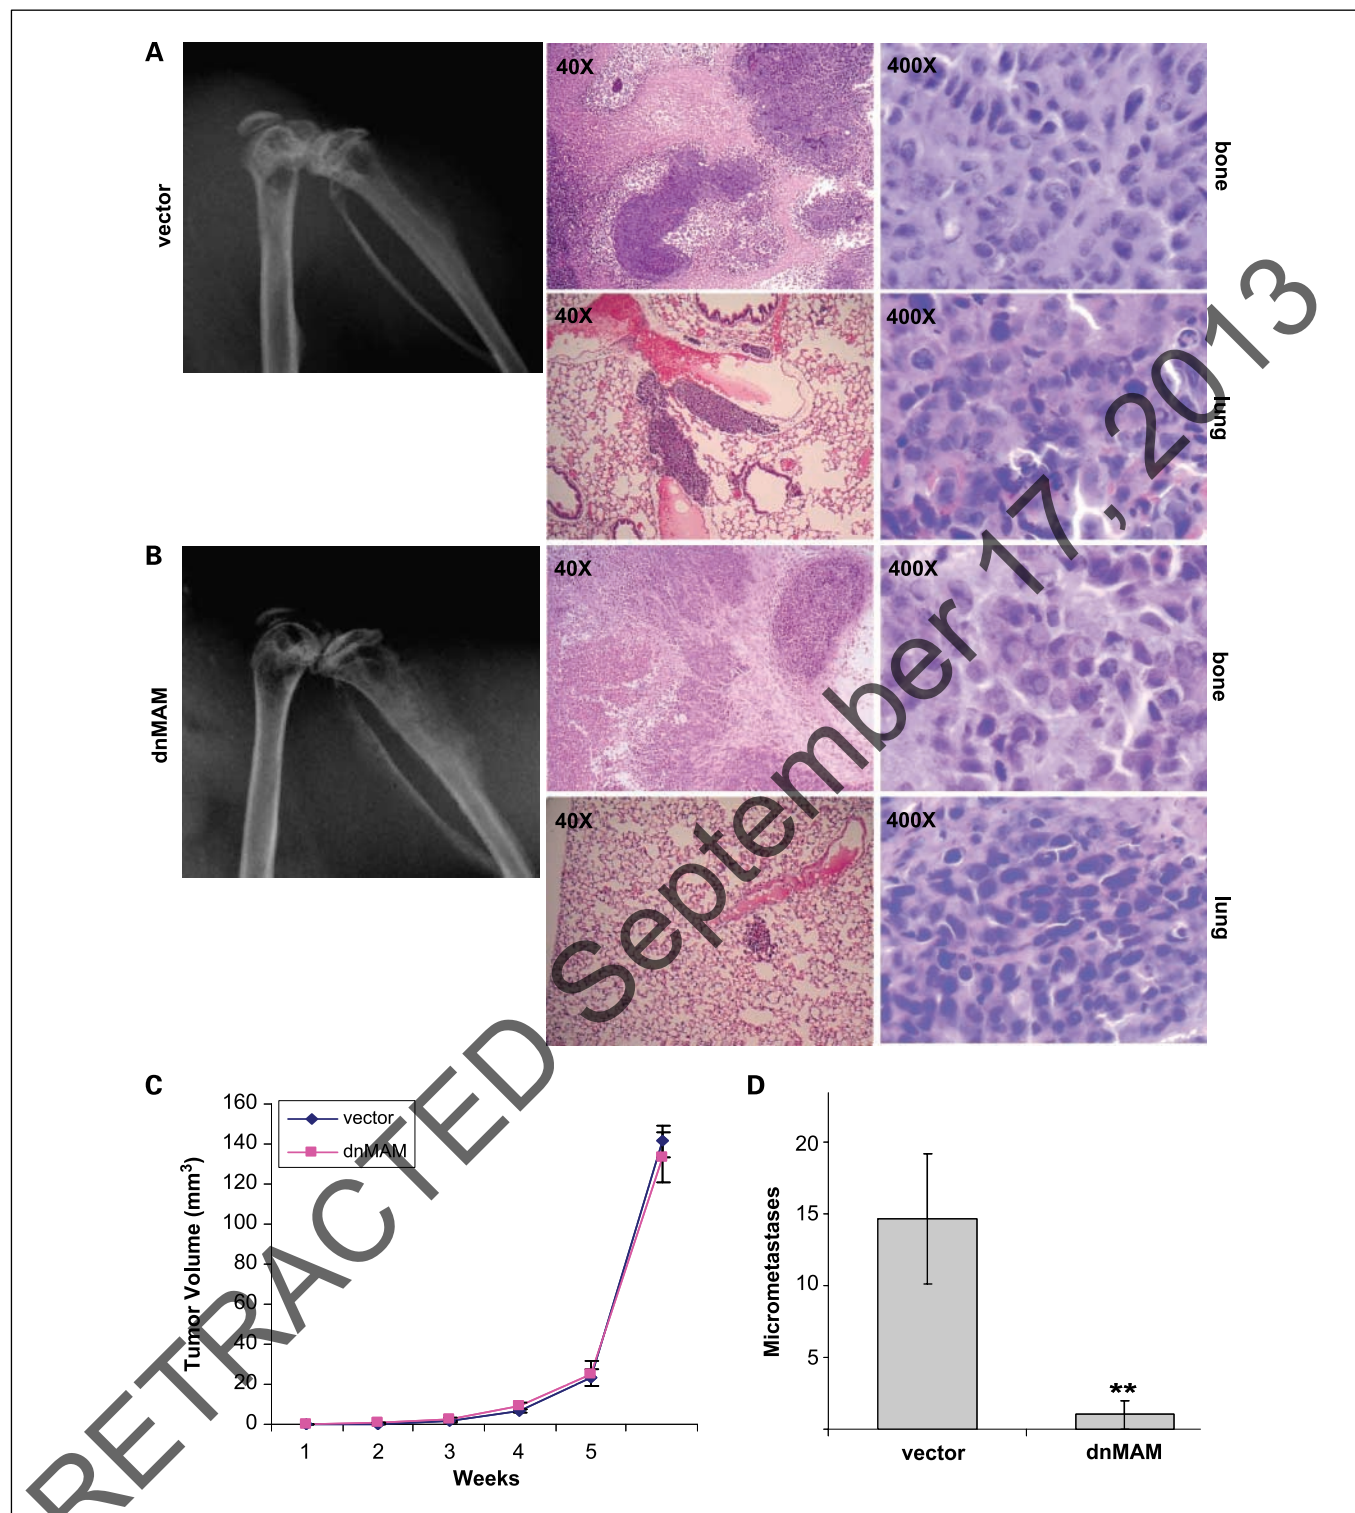 A
vector
40X
400X
bone
40X
400X
lung
B
dnMAM
40X
400X
bone
40X
400X
lung
RETRACTED September 17, 2013
C
Tumor Volume (mm³)
160
140
120
100
80
60
40
20
0
vector
dnMAM
1 2 3 4 5
Weeks
D
Micrometastases
20
15
10
5
**
vector dnMAM